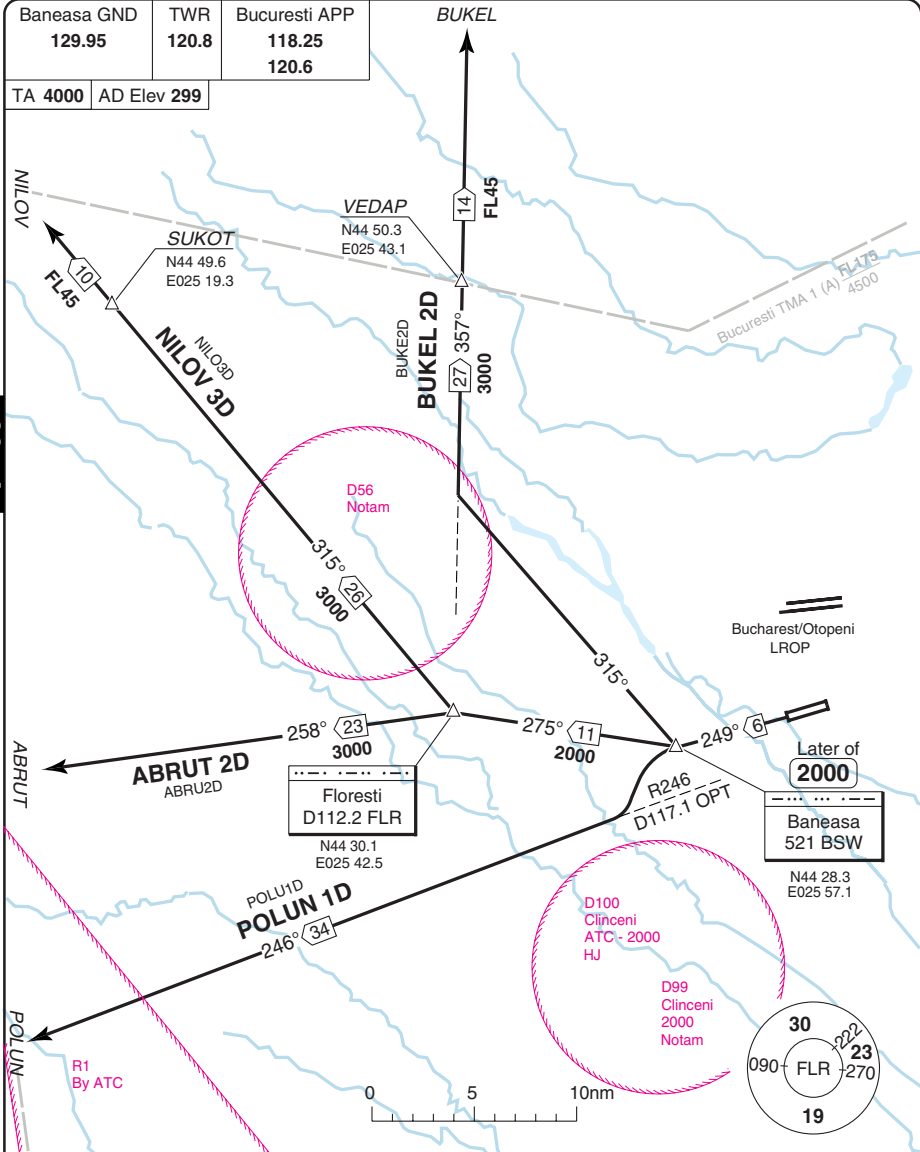 Baneasa GND
129.95
TWR
120.8
Bucuresti APP
118.25
120.6
TA 4000
AD Elev 299
BUKEL
NILOV
SUKOT
N44 49.6
E025 19.3
VEDAP
N44 50.3
E025 43.1
14
FL45
10
FL45
Bucuresti TMA 1 (A)
FL175
4500
NILO3D
NILOV 3D
BUKE2D
BUKEL 2D
357°
27
3000
D56
Notam
315°
26
3000
315°
Bucharest/Otopeni
LROP
258°
23
3000
275°
11
2000
249°
6
Later of
2000
ABRUT
ABRUT 2D
ABRU2D
Floresti
D112.2 FLR
N44 30.1
E025 42.5
R246
D117.1 OPT
Baneasa
521 BSW
N44 28.3
E025 57.1
POLU1D
POLUN 1D
246°
34
D100
Clinceni
ATC - 2000
HJ
D99
Clinceni
2000
Notam
POLUN
R1
By ATC
0
5
10nm
30
222
23
090
FLR
270
19